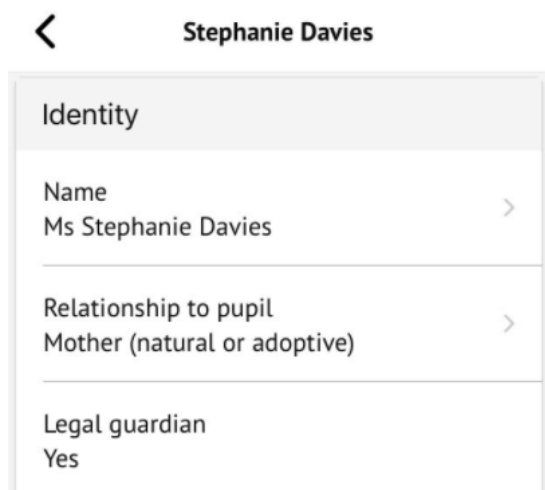 Stephanie Davies
Identity
Name
Ms Stephanie Davies
Relationship to pupil
Mother (natural or adoptive)
Legal guardian
Yes